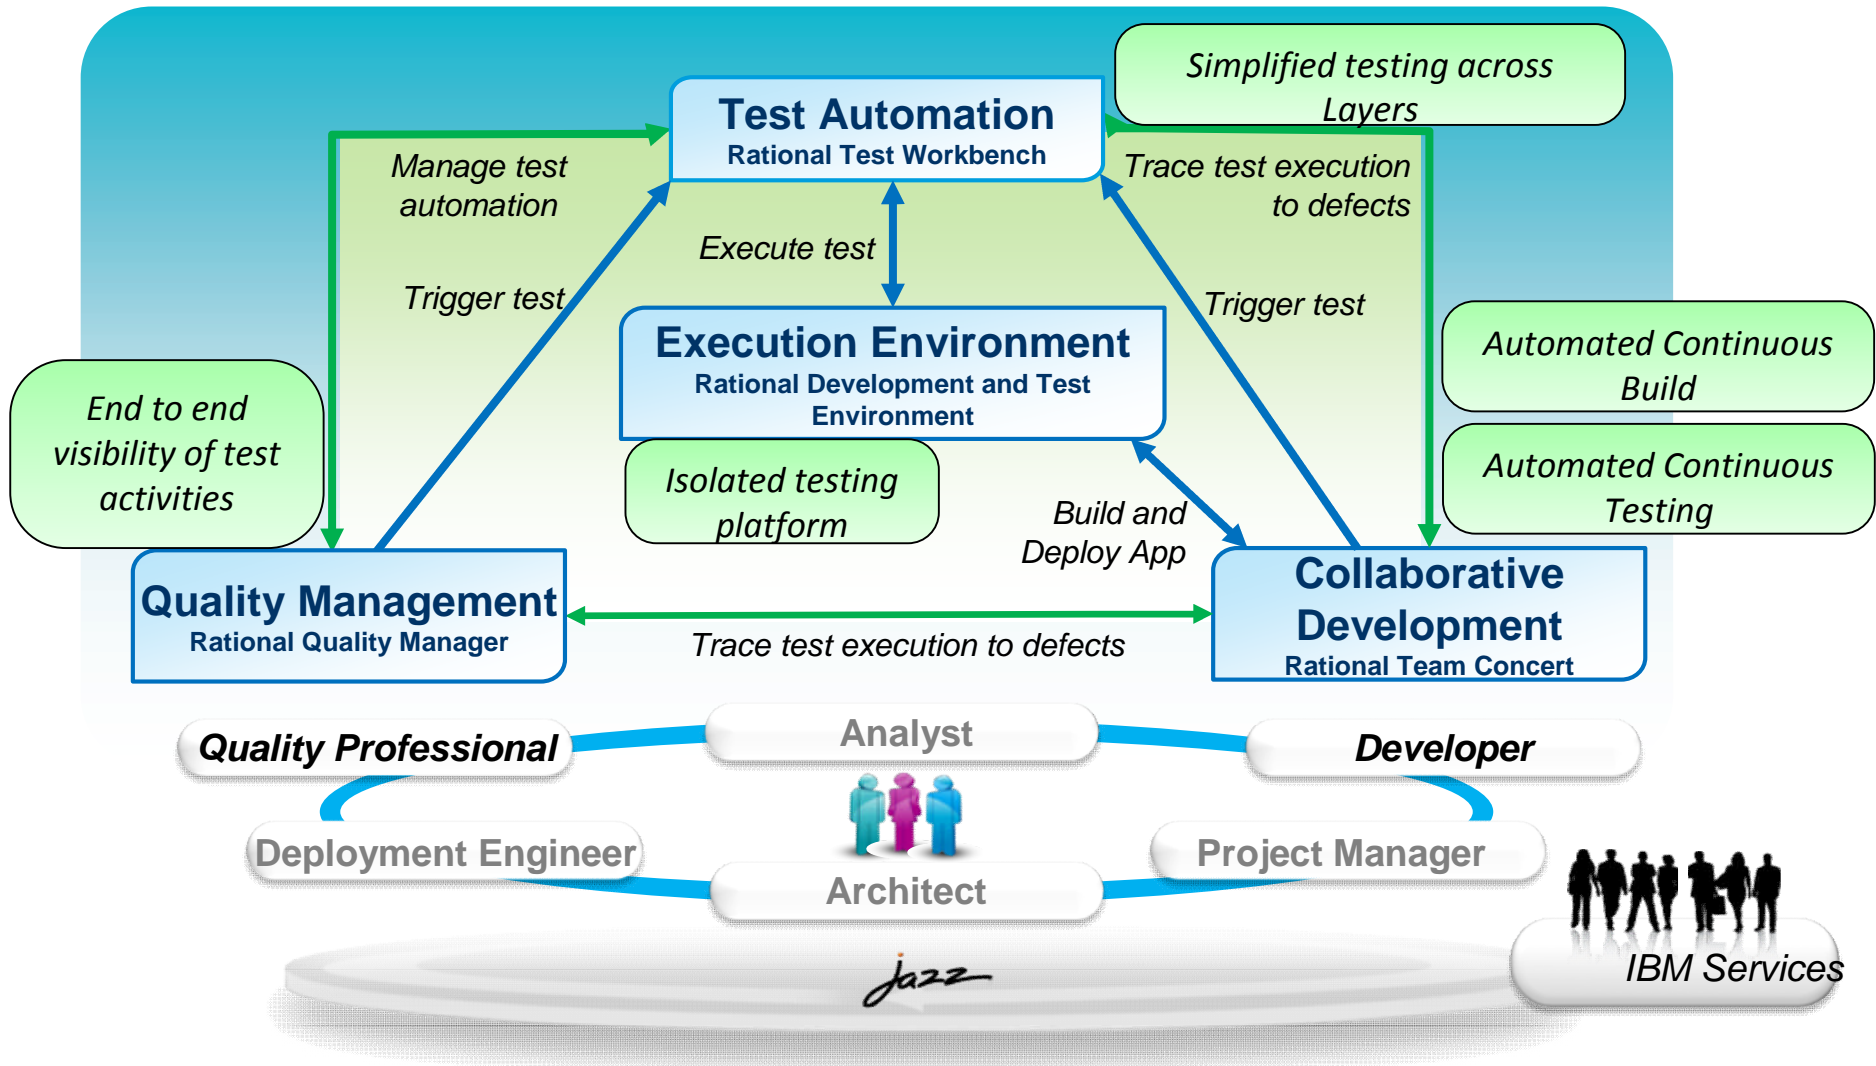 Simplified testing across
Layers
Test Automation
Rational Test Workbench
Manage test
automation
Trace test execution
to defects
Execute test
Trigger test
Trigger test
Execution Environment
Rational Development and Test
Environment
Automated Continuous
Build
End to end
visibility of test
activities
Isolated testing
platform
Automated Continuous
Testing
Build and
Deploy App
Quality Management
Rational Quality Manager
Collaborative
Development
Rational Team Concert
Trace test execution to defects
Quality Professional
Analyst
Developer
Deployment Engineer
Project Manager
Architect
jazz
IBM Services